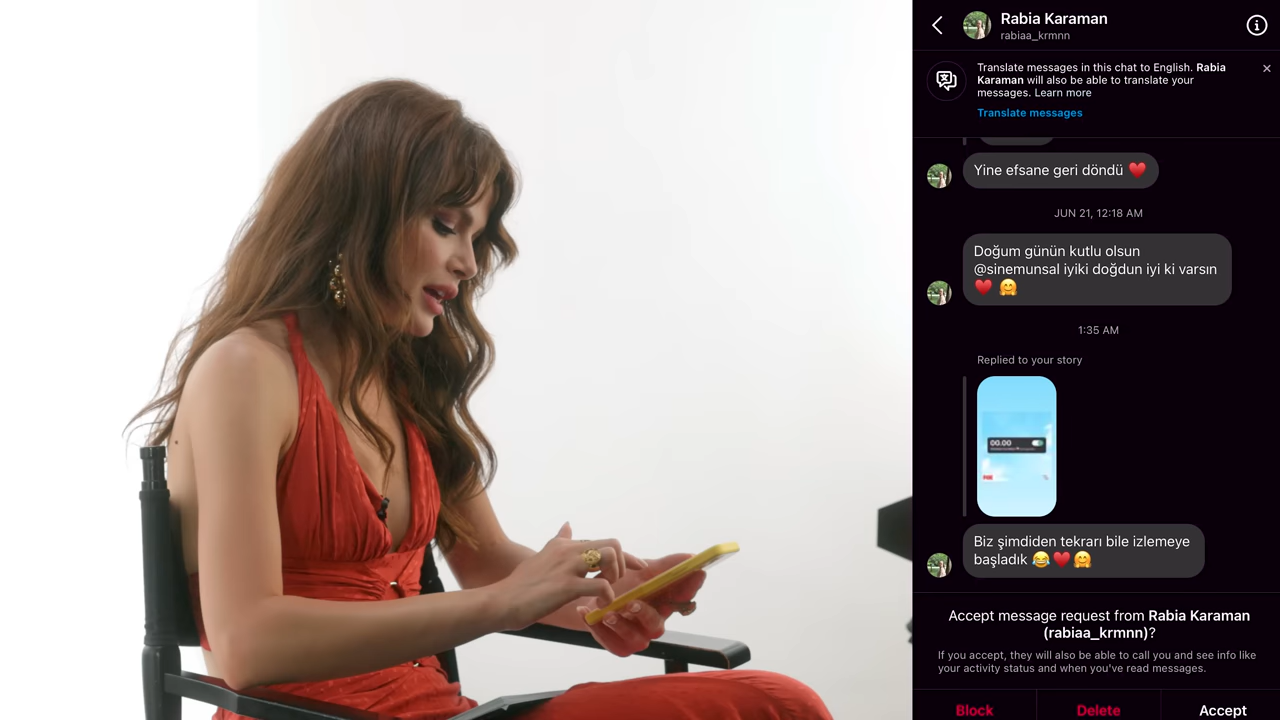 Rabia Karaman
rabiaa_krmnn
Translate messages in this chat to English. Rabia
Karaman will also be able to translate your
messages. Learn more
Translate messages
Yine efsane geri döndü ❤️
JUN 21, 12:18 AM
Doğum günün kutlu olsun
@sinemunsal iyiki doğdun iyi ki varsın
❤️ 🤗
1:35 AM
Replied to your story
00.00
Biz şimdiden tekrarı bile izlemeye
başladık 😂❤️🤗
Accept message request from Rabia Karaman
(rabiaa_krmnn)?
If you accept, they will also be able to call you and see info like
your activity status and when you've read messages.
Block
Delete
Accept